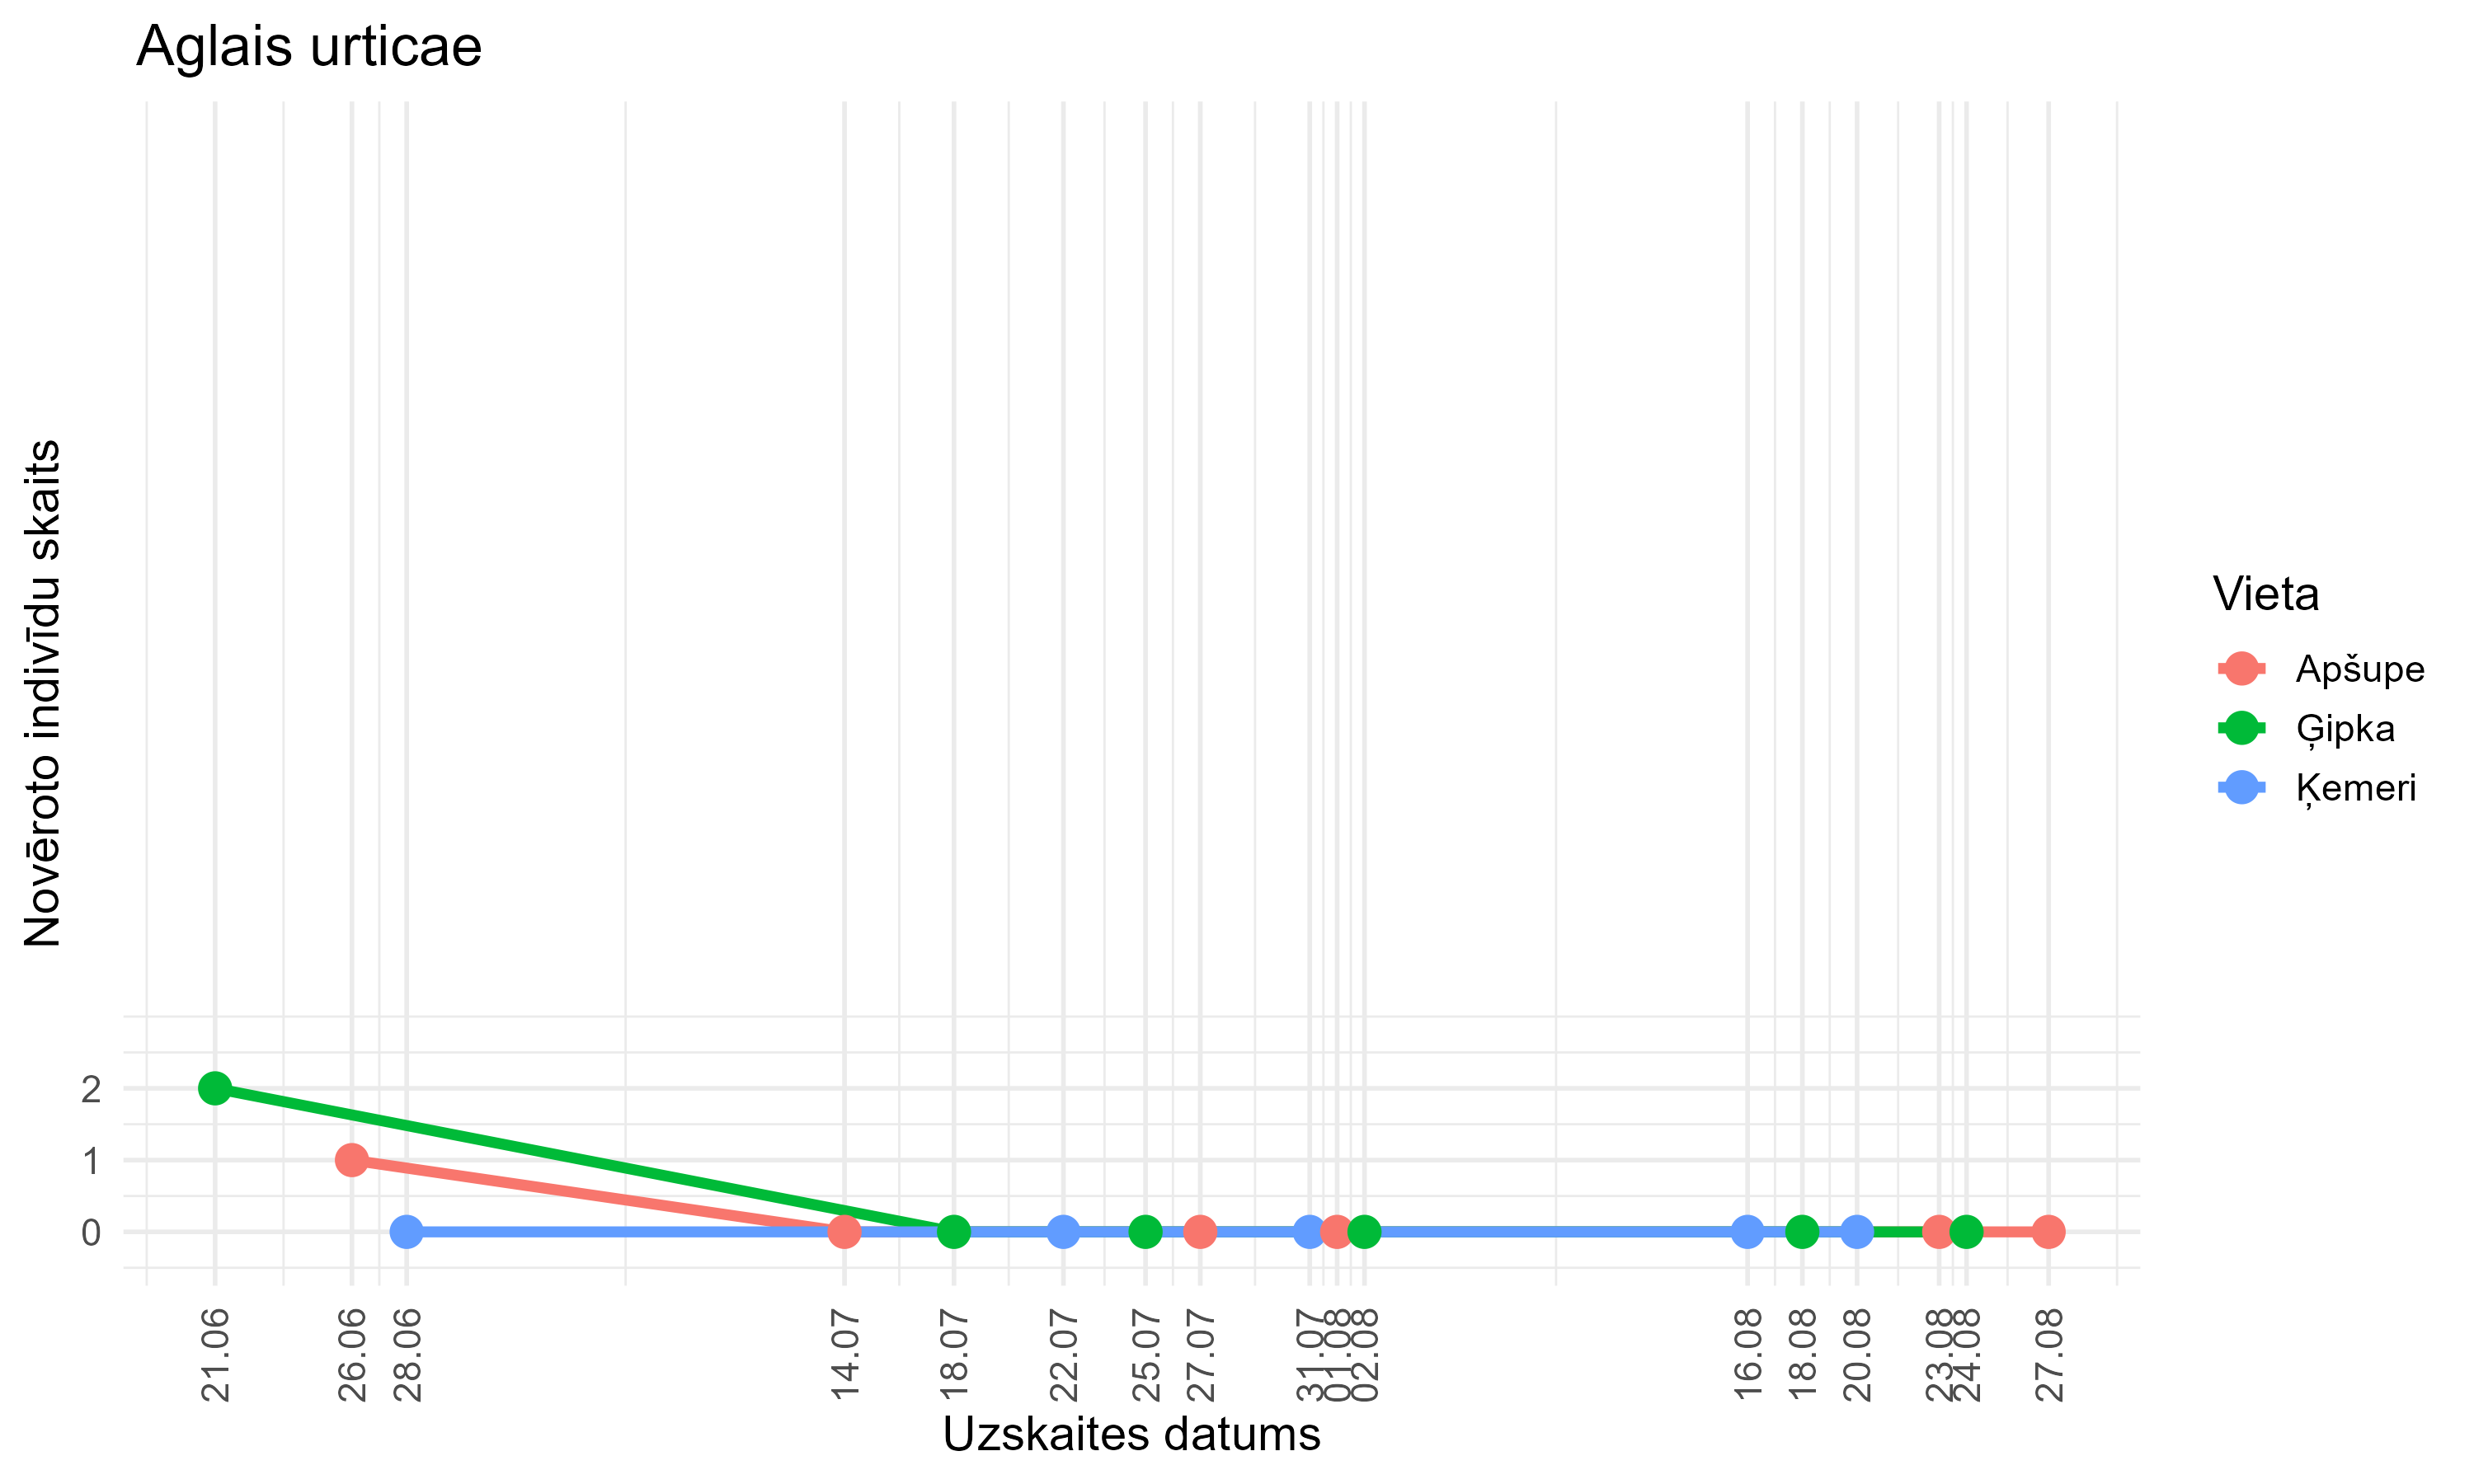 Aglais urticae
Novēroto indivīdu skaits
2
1
0
21.06
26.06
28.06
14.07
18.07
22.07
25.07
27.07
31.07
01.08
02.08
16.08
18.08
20.08
23.08
24.08
27.08
Uzskaites datums
Vieta
Apšupe
Ģipka
Ķemeri